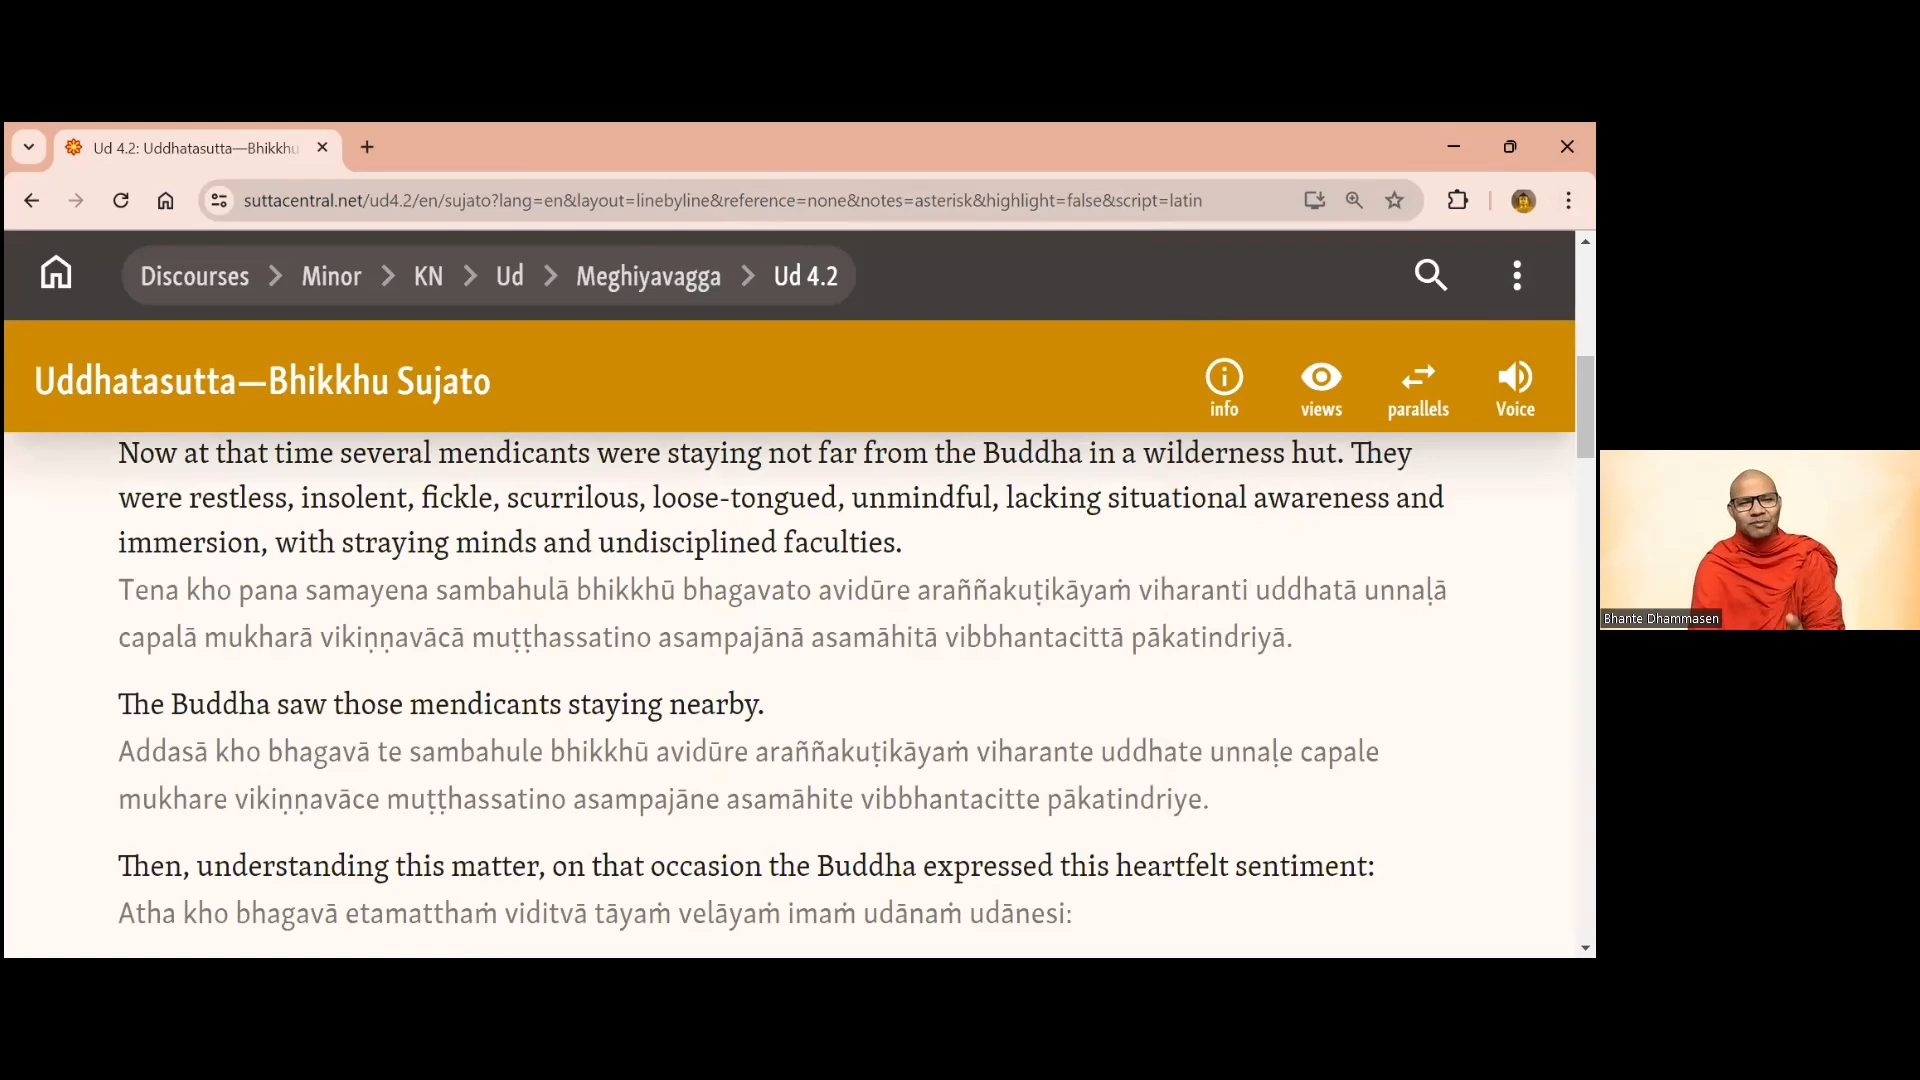 Ud 4.2: Uddhatasutta—Bhikkhu
suttacentral.net/ud4.2/en/sujato?lang=en&layout=linebyline&reference=none&notes=asterisk&highlight=false&script=latin
Discourses Minor KN Ud Meghiyavagga Ud 4.2
Uddhatasutta—Bhikkhu Sujato
info views parallels Voice
Now at that time several mendicants were staying not far from the Buddha in a wilderness hut. They
were restless, insolent, fickle, scurrilous, loose-tongued, unmindful, lacking situational awareness and
immersion, with straying minds and undisciplined faculties.
Tena kho pana samayena sambahulā bhikkhū bhagavato avidūre araññakuṭikāyaṁ viharanti uddhatā unnaḷā
capalā mukharā vikiṇṇavācā muṭṭhassatino asampajānā asamāhitā vibbhantacittā pākatindriyā.
The Buddha saw those mendicants staying nearby.
Addasā kho bhagavā te sambahule bhikkhū avidūre araññakuṭikāyaṁ viharante uddhate unnaḷe capale
mukhare vikiṇṇavāce muṭṭhassatino asampajāne asamāhite vibbhantacitte pākatindriye.
Then, understanding this matter, on that occasion the Buddha expressed this heartfelt sentiment:
Atha kho bhagavā etamatthaṁ viditvā tāyaṁ velāyaṁ imaṁ udānaṁ udānesi:
Bhante Dhammasen